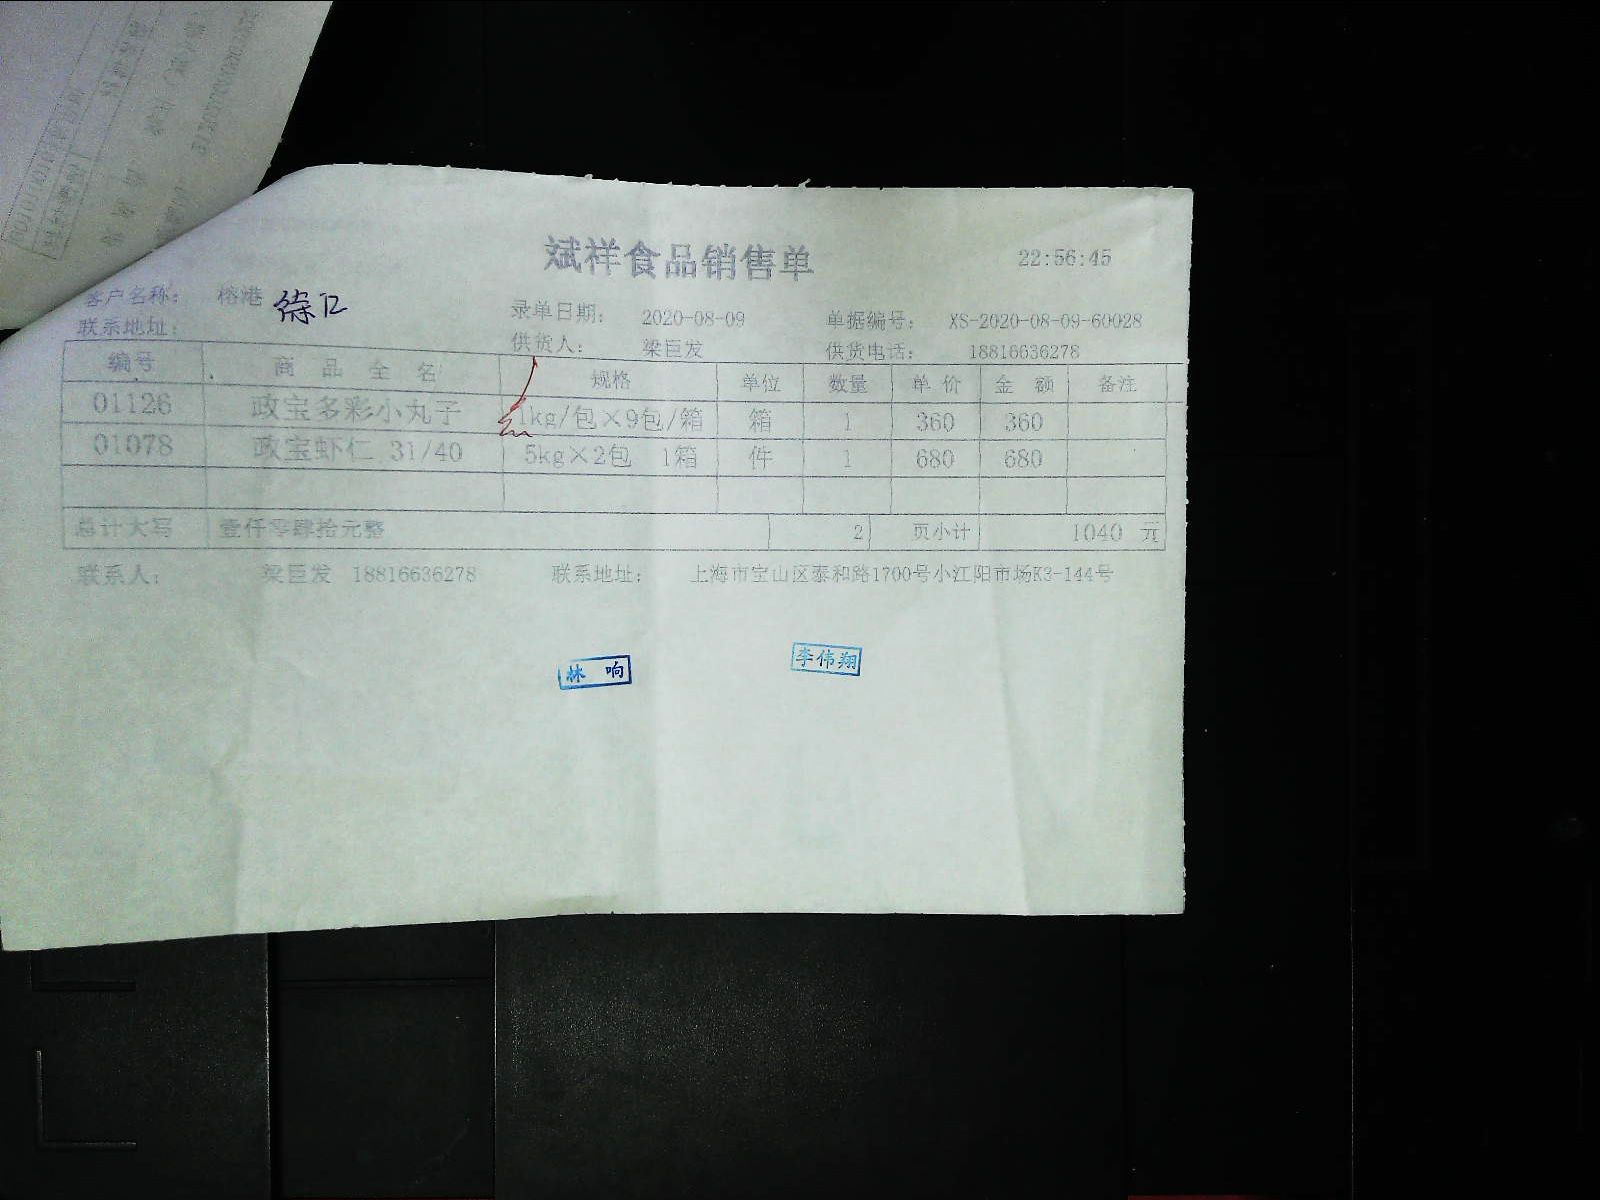 斌祥食品销售单 22:56:45
客户名称： 榕港 录单日期： 2020-08-09 单据编号： XS-2020-08-09-60028
联系地址： 供货人： 梁巨发 供货电话： 18816636278
编号 商品全名 规格 单位 数量 单价 金额 备注
01126 政宝多彩小丸子 1kg/包×9包/箱 箱 1 360 360
01078 政宝虾仁 31/40 5kg×2包 1箱 件 1 680 680
总计大写 壹仟零肆拾元整 2 页小计 1040 元
联系人： 梁巨发 18816636278 联系地址： 上海市宝山区泰和路1700号小江阳市场K3-144号
林响 李伟翔